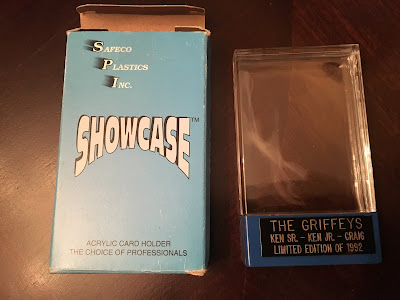 SAFECO
PLASTICS
INC.
SHOWCASE™
ACRYLIC CARD HOLDER
THE CHOICE OF PROFESSIONALS
THE GRIFFEYS
KEN SR. - KEN JR. - CRAIG
LIMITED EDITION OF 1992